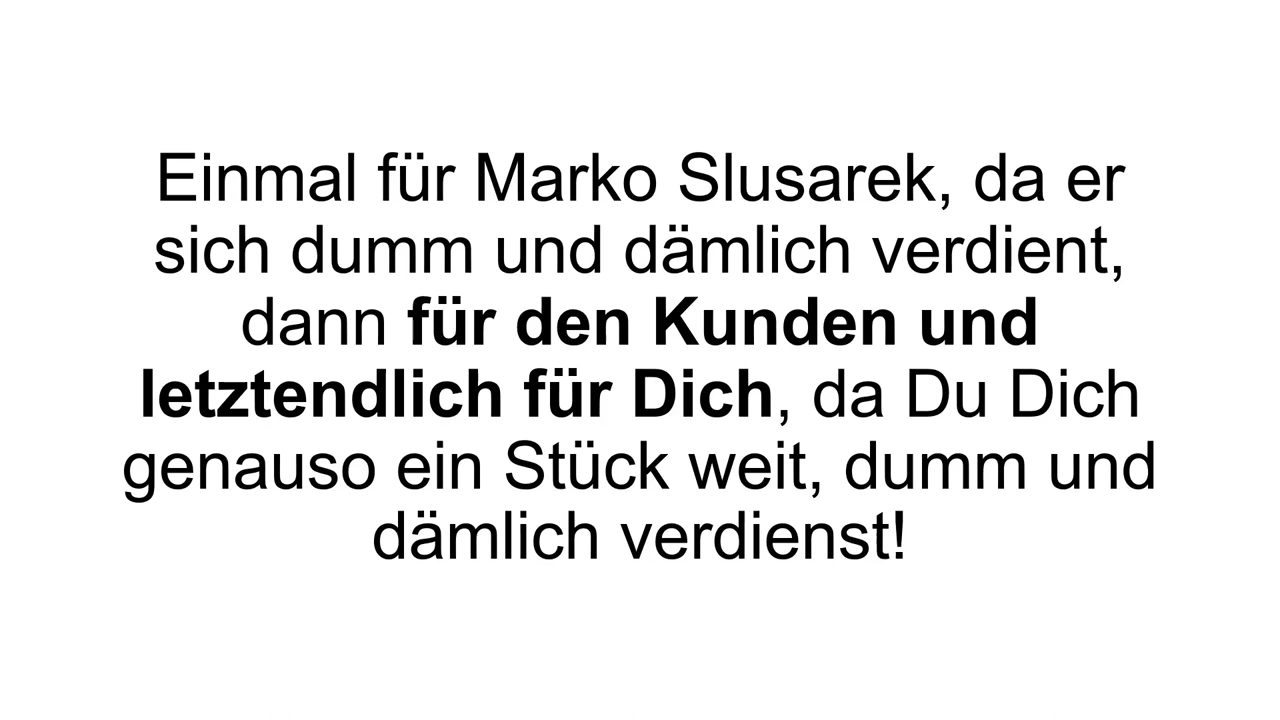 Einmal für Marko Slusarek, da er
sich dumm und dämlich verdient,
dann für den Kunden und
letztendlich für Dich, da Du Dich
genauso ein Stück weit, dumm und
dämlich verdienst!